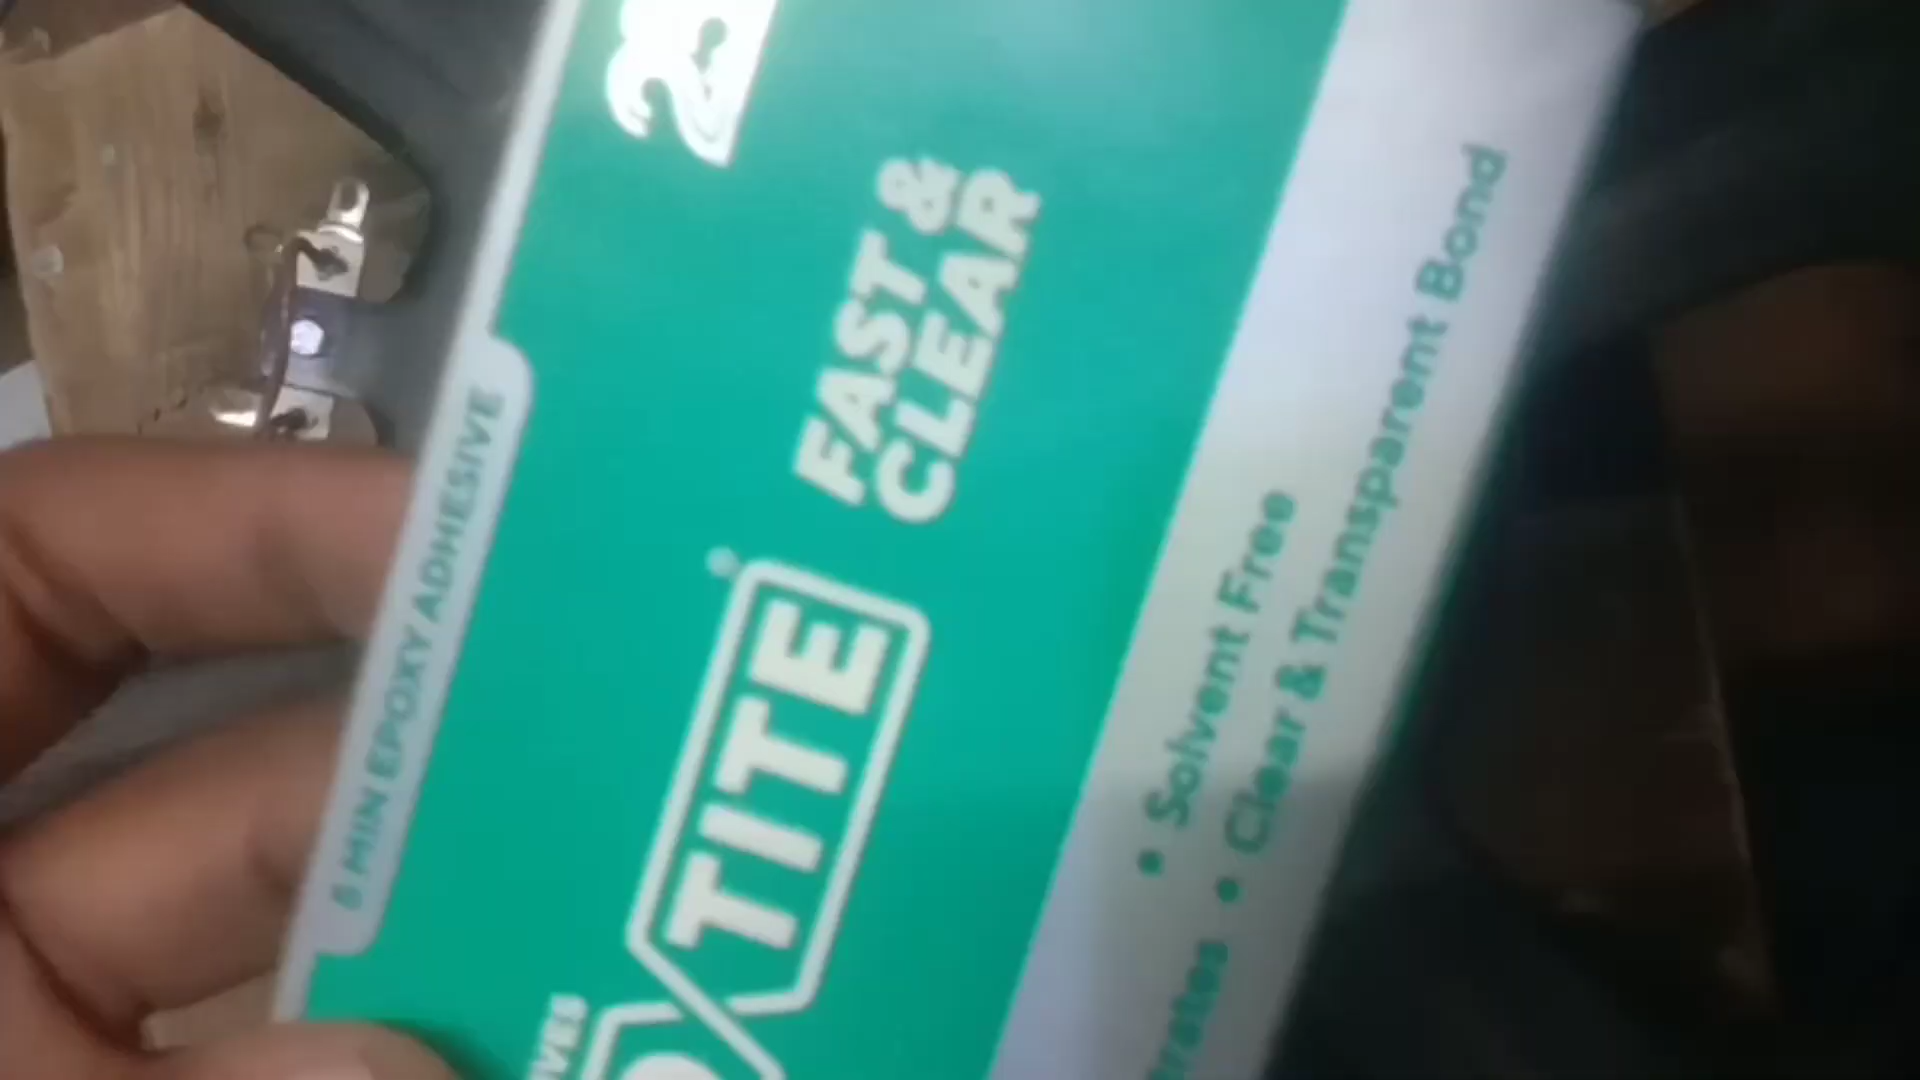 5 MIN EPOXY ADHESIVE
TITE®
FAST &
CLEAR
• Solvent Free
• Clear & Transparent Bond